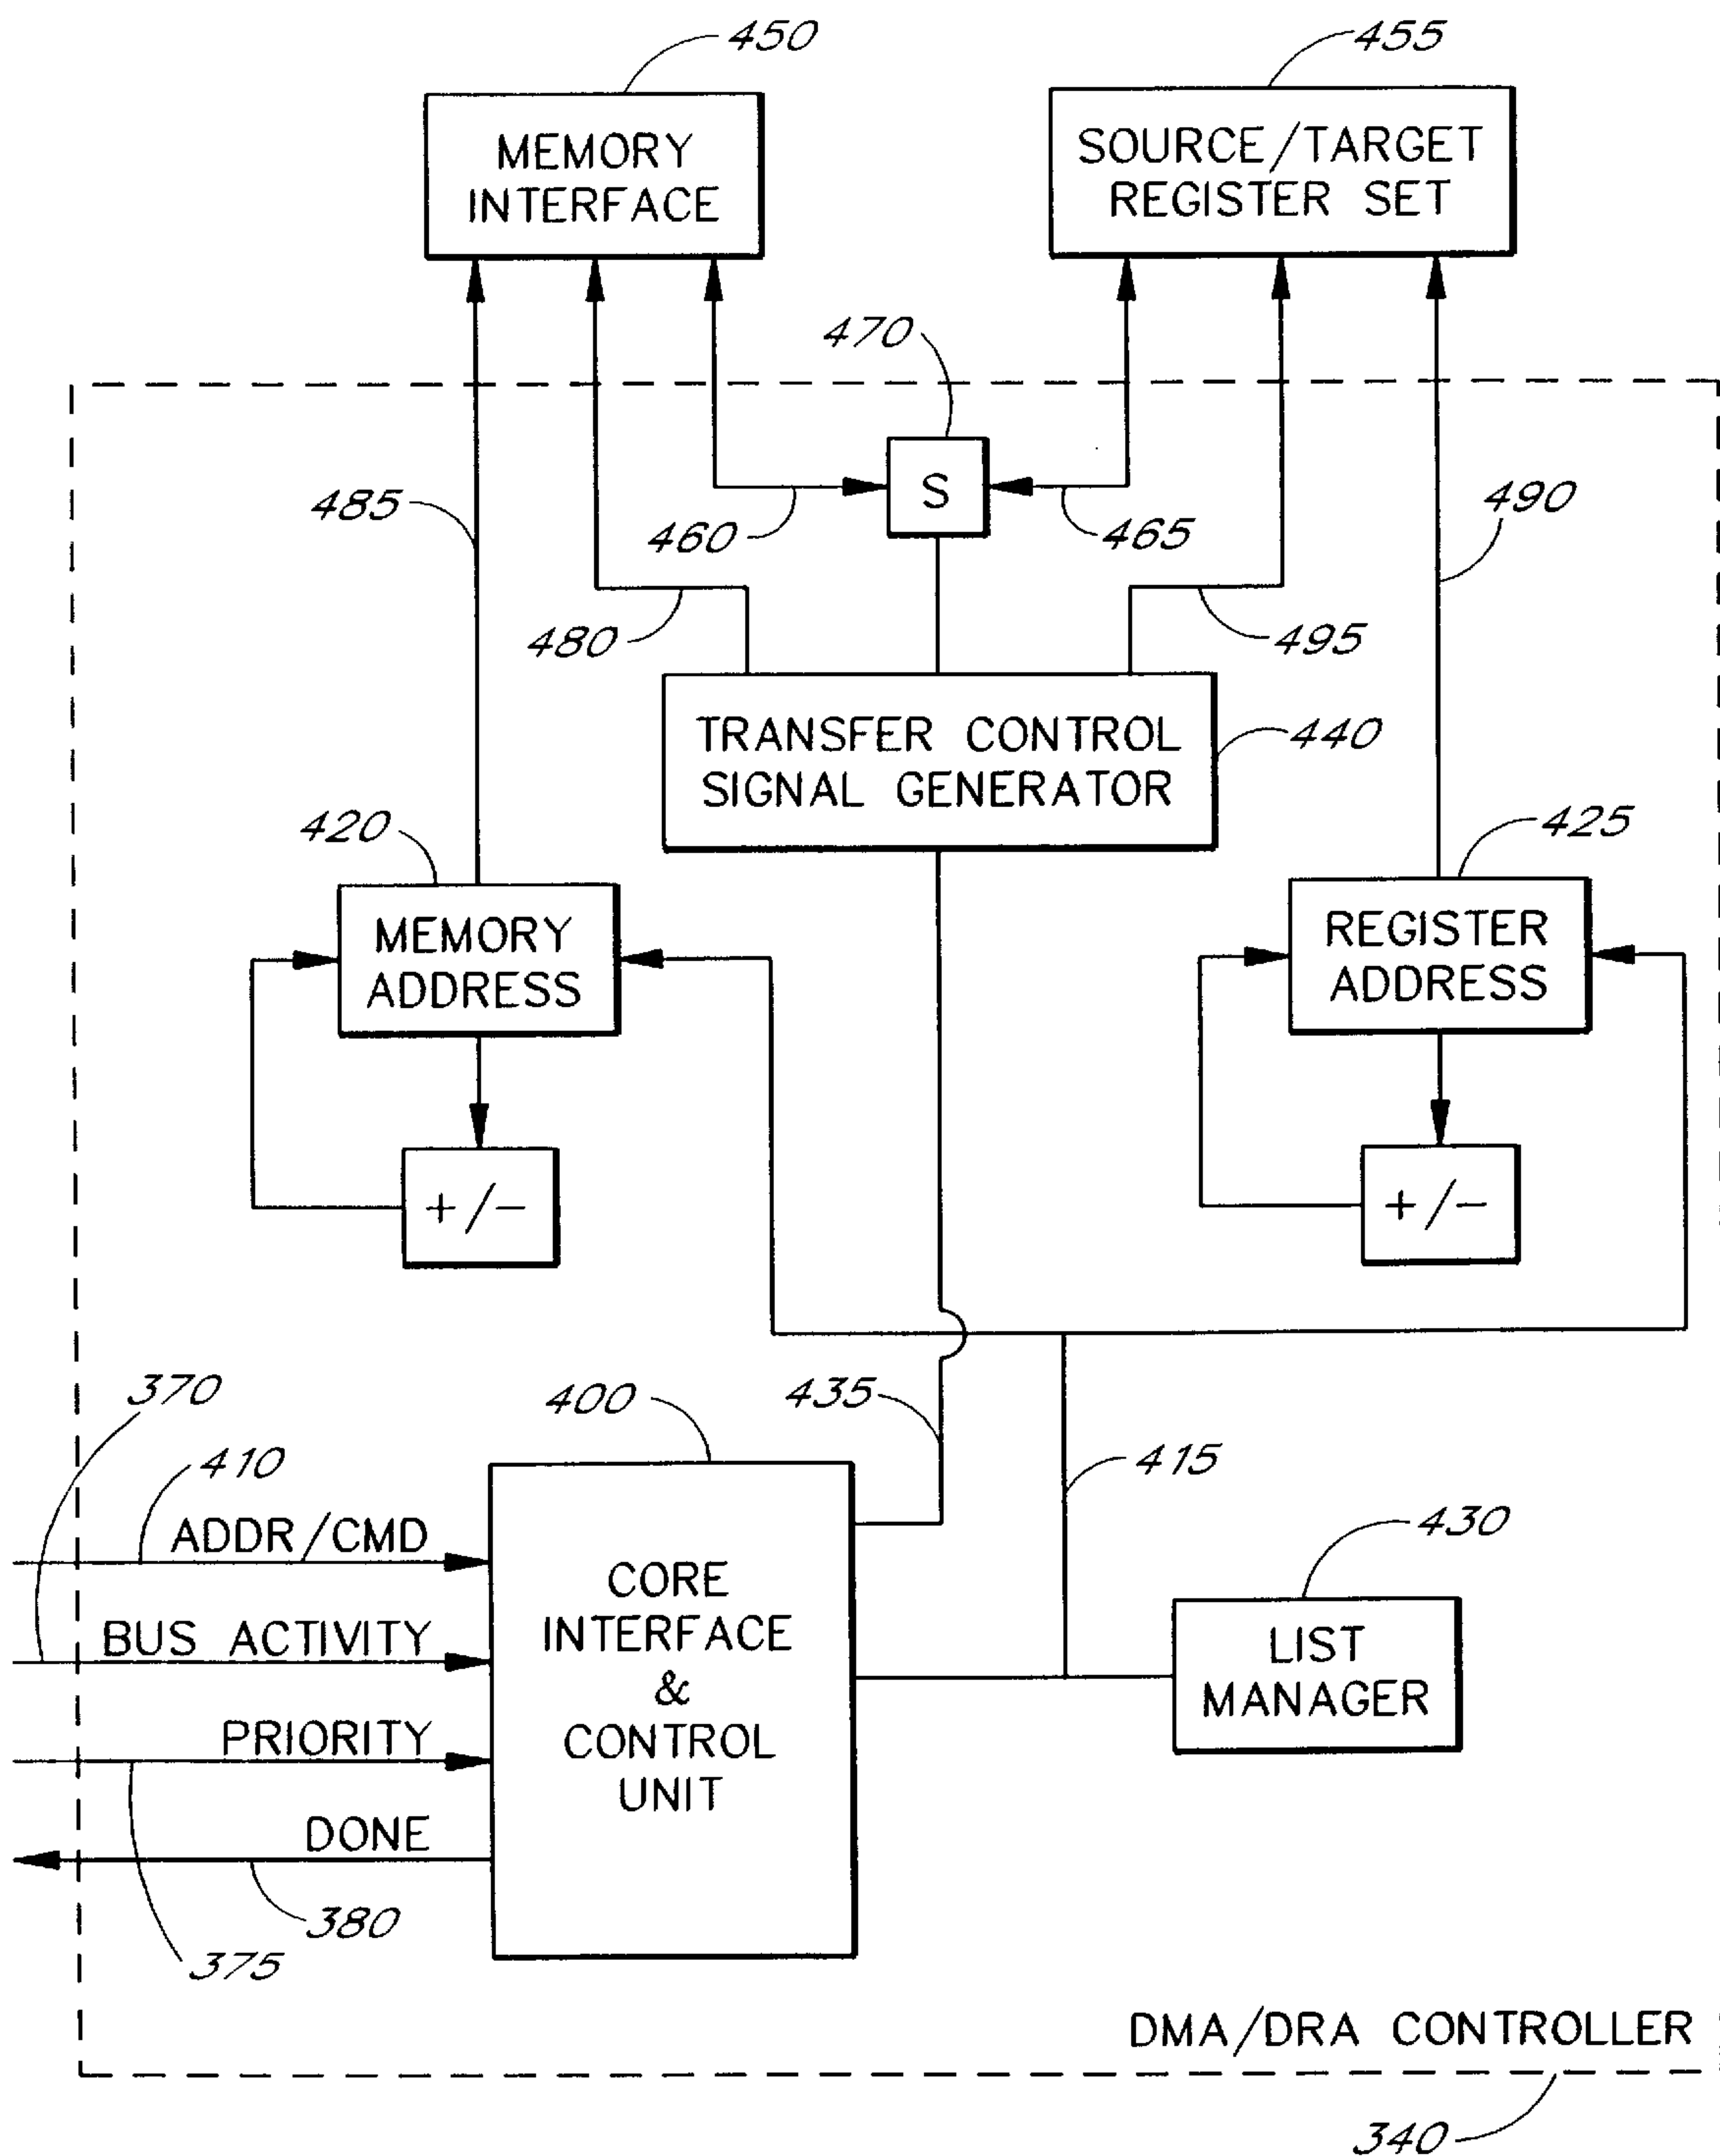 450
455
MEMORY
INTERFACE
SOURCE/TARGET
REGISTER SET
470
S
485
460
465
490
480
495
TRANSFER CONTROL
SIGNAL GENERATOR
440
420
425
MEMORY
ADDRESS
REGISTER
ADDRESS
+/-
+/-
370
400
435
410
415
ADDR/CMD
430
BUS ACTIVITY
CORE
INTERFACE
&
CONTROL
UNIT
LIST
MANAGER
PRIORITY
DONE
380
375
DMA/DRA CONTROLLER
340